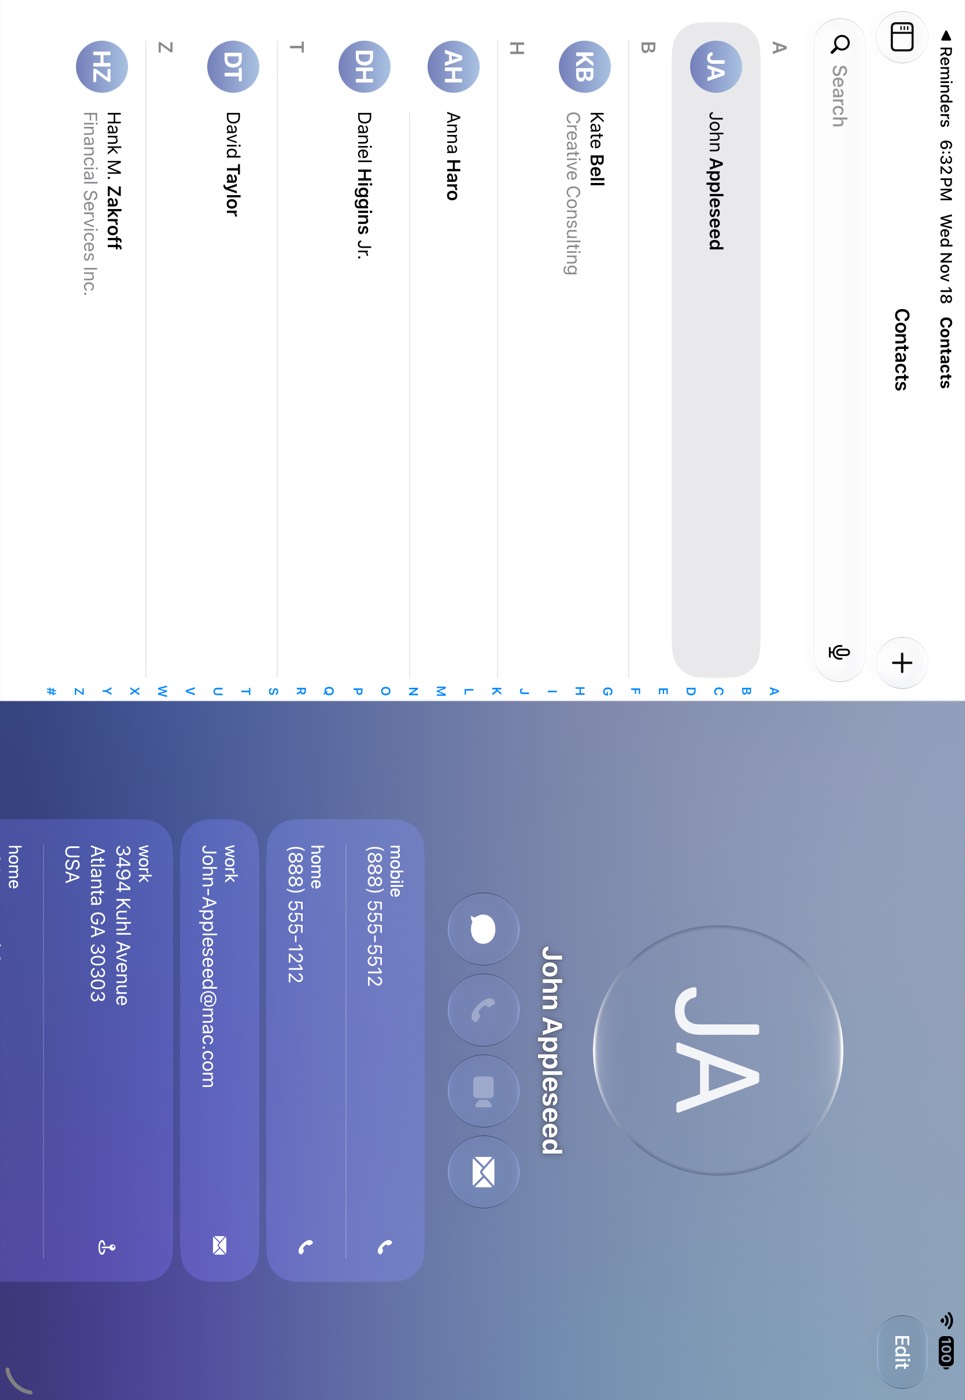 Reminders 6:32 PM Wed Nov 18 Contacts
100
Contacts
Search
A
JA
John Appleseed
B
KB
Kate Bell
Creative Consulting
H
AH
Anna Haro
DH
Daniel Higgins Jr.
T
DT
David Taylor
Z
HZ
Hank M. Zakroff
Financial Services Inc.
A
B
C
D
E
F
G
H
I
J
K
L
M
N
O
P
Q
R
S
T
U
V
W
X
Y
Z
#
Edit
JA
John Appleseed
mobile
(888) 555-5512
home
(888) 555-1212
work
John-Appleseed@mac.com
work
3494 Kuhl Avenue
Atlanta GA 30303
USA
home